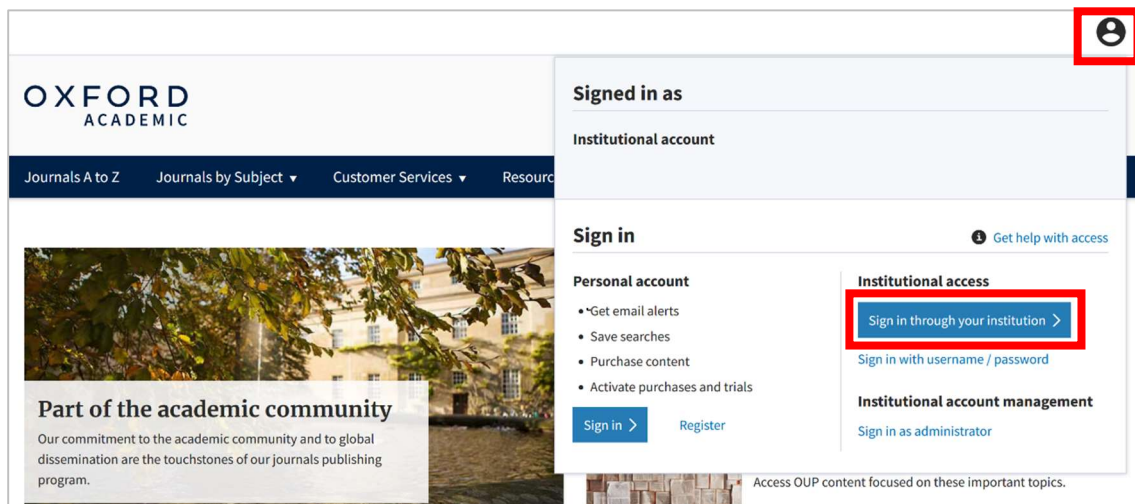 OXFORD
ACADEMIC
Journals A to Z Journals by Subject Customer Services Resourc
Signed in as
Institutional account
Sign in
Get help with access
Personal account
• Get email alerts
• Save searches
• Purchase content
• Activate purchases and trials
Sign in
Register
Institutional access
Sign in through your institution
Sign in with username / password
Institutional account management
Sign in as administrator
Part of the academic community
Our commitment to the academic community and to global
dissemination are the touchstones of our journals publishing
program.
Access OUP content focused on these important topics.